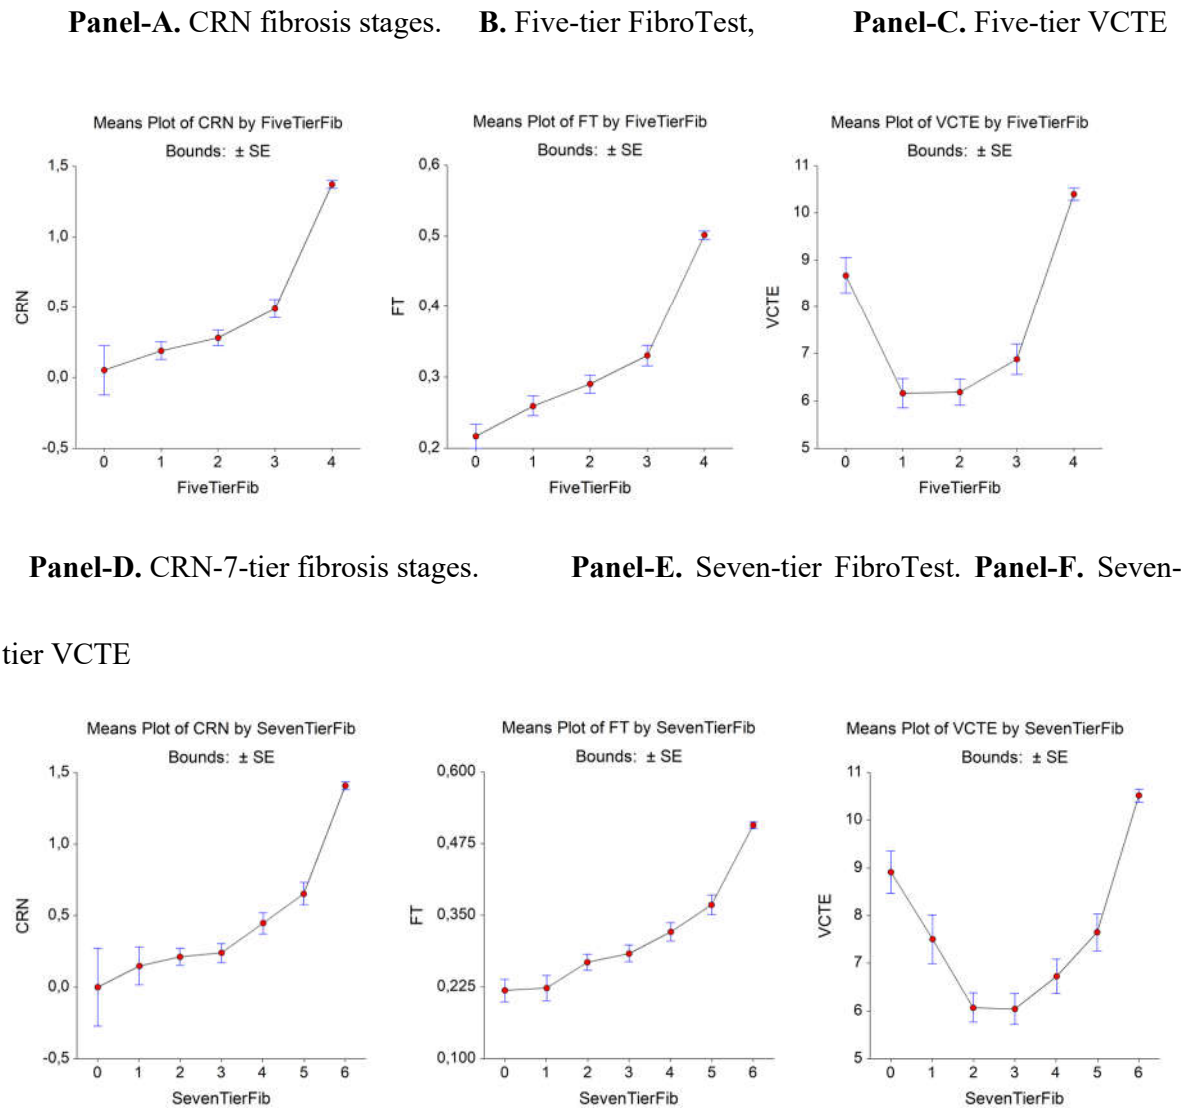 Panel-A. CRN fibrosis stages. B. Five-tier FibroTest, Panel-C. Five-tier VCTE
Means Plot of CRN by FiveTierFib
Bounds: ± SE
1,5
1,0
0,5
0,0
-0,5
CRN
0 1 2 3 4
FiveTierFib
Means Plot of FT by FiveTierFib
Bounds: ± SE
0,6
0,5
0,4
0,3
0,2
FT
0 1 2 3 4
FiveTierFib
Means Plot of VCTE by FiveTierFib
Bounds: ± SE
11
10
9
8
7
6
5
VCTE
0 1 2 3 4
FiveTierFib
Panel-D. CRN-7-tier fibrosis stages. Panel-E. Seven-tier FibroTest. Panel-F. Seven-
tier VCTE
Means Plot of CRN by SevenTierFib
Bounds: ± SE
1,5
1,0
0,5
0,0
-0,5
CRN
0 1 2 3 4 5 6
SevenTierFib
Means Plot of FT by SevenTierFib
Bounds: ± SE
0,600
0,475
0,350
0,225
0,100
FT
0 1 2 3 4 5 6
SevenTierFib
Means Plot of VCTE by SevenTierFib
Bounds: ± SE
11
10
9
8
7
6
5
VCTE
0 1 2 3 4 5 6
SevenTierFib